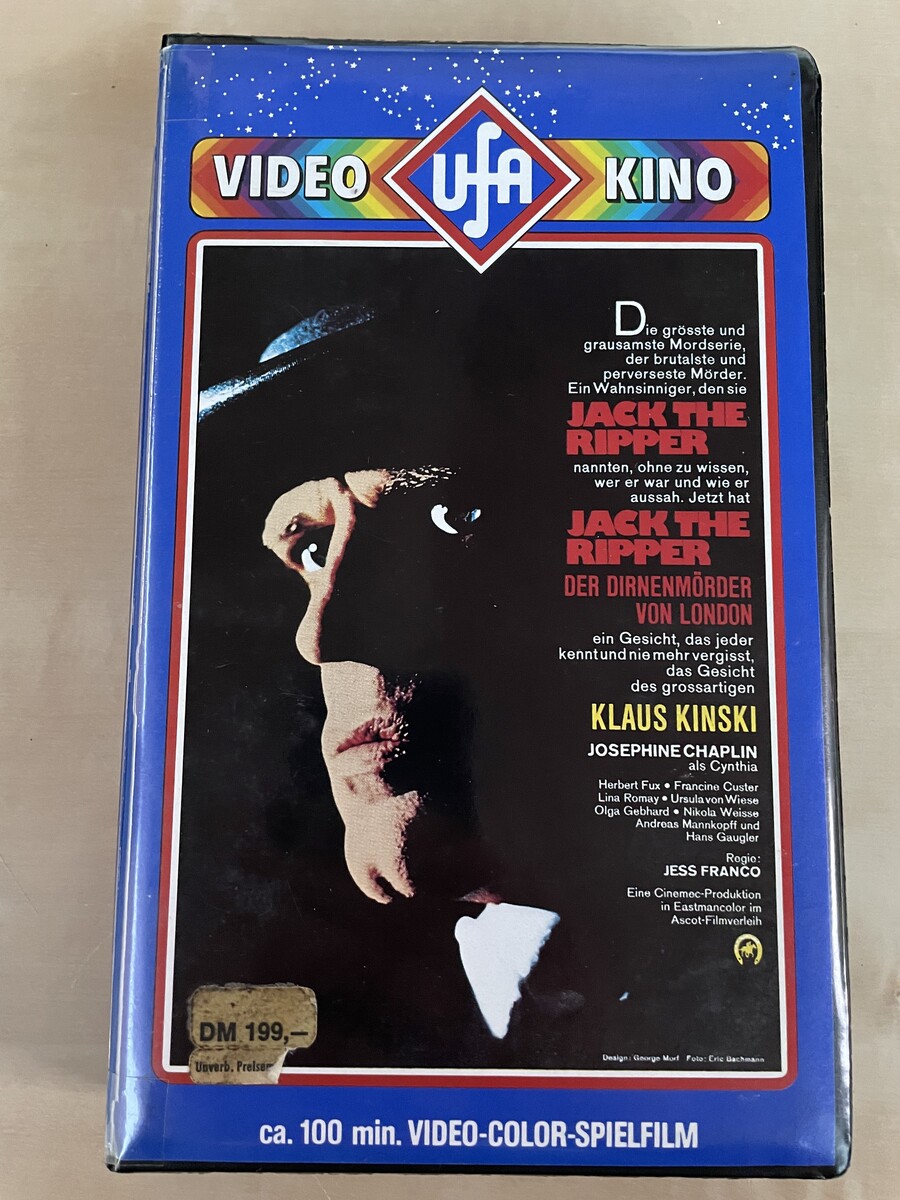 VIDEO UFA KINO
Die grösste und
grausamste Mordserie,
der brutalste und
perverseste Mörder.
Ein Wahnsinniger, den sie
JACK THE
RIPPER
nannten, ohne zu wissen,
wer er war und wie er
aussah. Jetzt hat
JACK THE
RIPPER
DER DIRNENMÖRDER
VON LONDON
ein Gesicht, das jeder
kennt und nie mehr vergisst,
das Gesicht
des grossartigen
KLAUS KINSKI
JOSEPHINE CHAPLIN
als Cynthia
Herbert Fux • Francine Custer
Lina Romay • Ursula von Wiese
Olga Gebhard • Nikola Weisse
Andreas Mannkopff und
Hans Gaugler
Regie:
JESS FRANCO
Eine Cinemec-Produktion
in Eastmancolor im
Ascot-Filmverleih
DM 199,—
Unverb. Preisem
Design: George Morf Foto: Eric Bachmann
ca. 100 min. VIDEO-COLOR-SPIELFILM